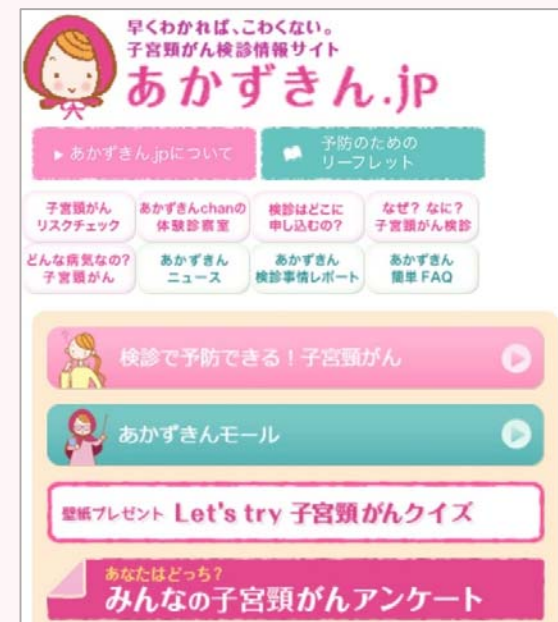 早くわかれば、こわくない。
子宮頸がん検診情報サイト
あかずきん.jp
あかずきん.jpについて
予防のための
リーフレット
子宮頸がん
リスクチェック
あかずきんchanの
体験診察室
検診はどこに
申し込むの?
なぜ? なに?
子宮頸がん検診
どんな病気なの?
子宮頸がん
あかずきん
ニュース
あかずきん
検診事情レポート
あかずきん
簡単FAQ
検診で予防できる！子宮頸がん
あかずきんモール
壁紙プレゼント Let's try 子宮頸がんクイズ
あなたはどっち?
みんなの子宮頸がんアンケート